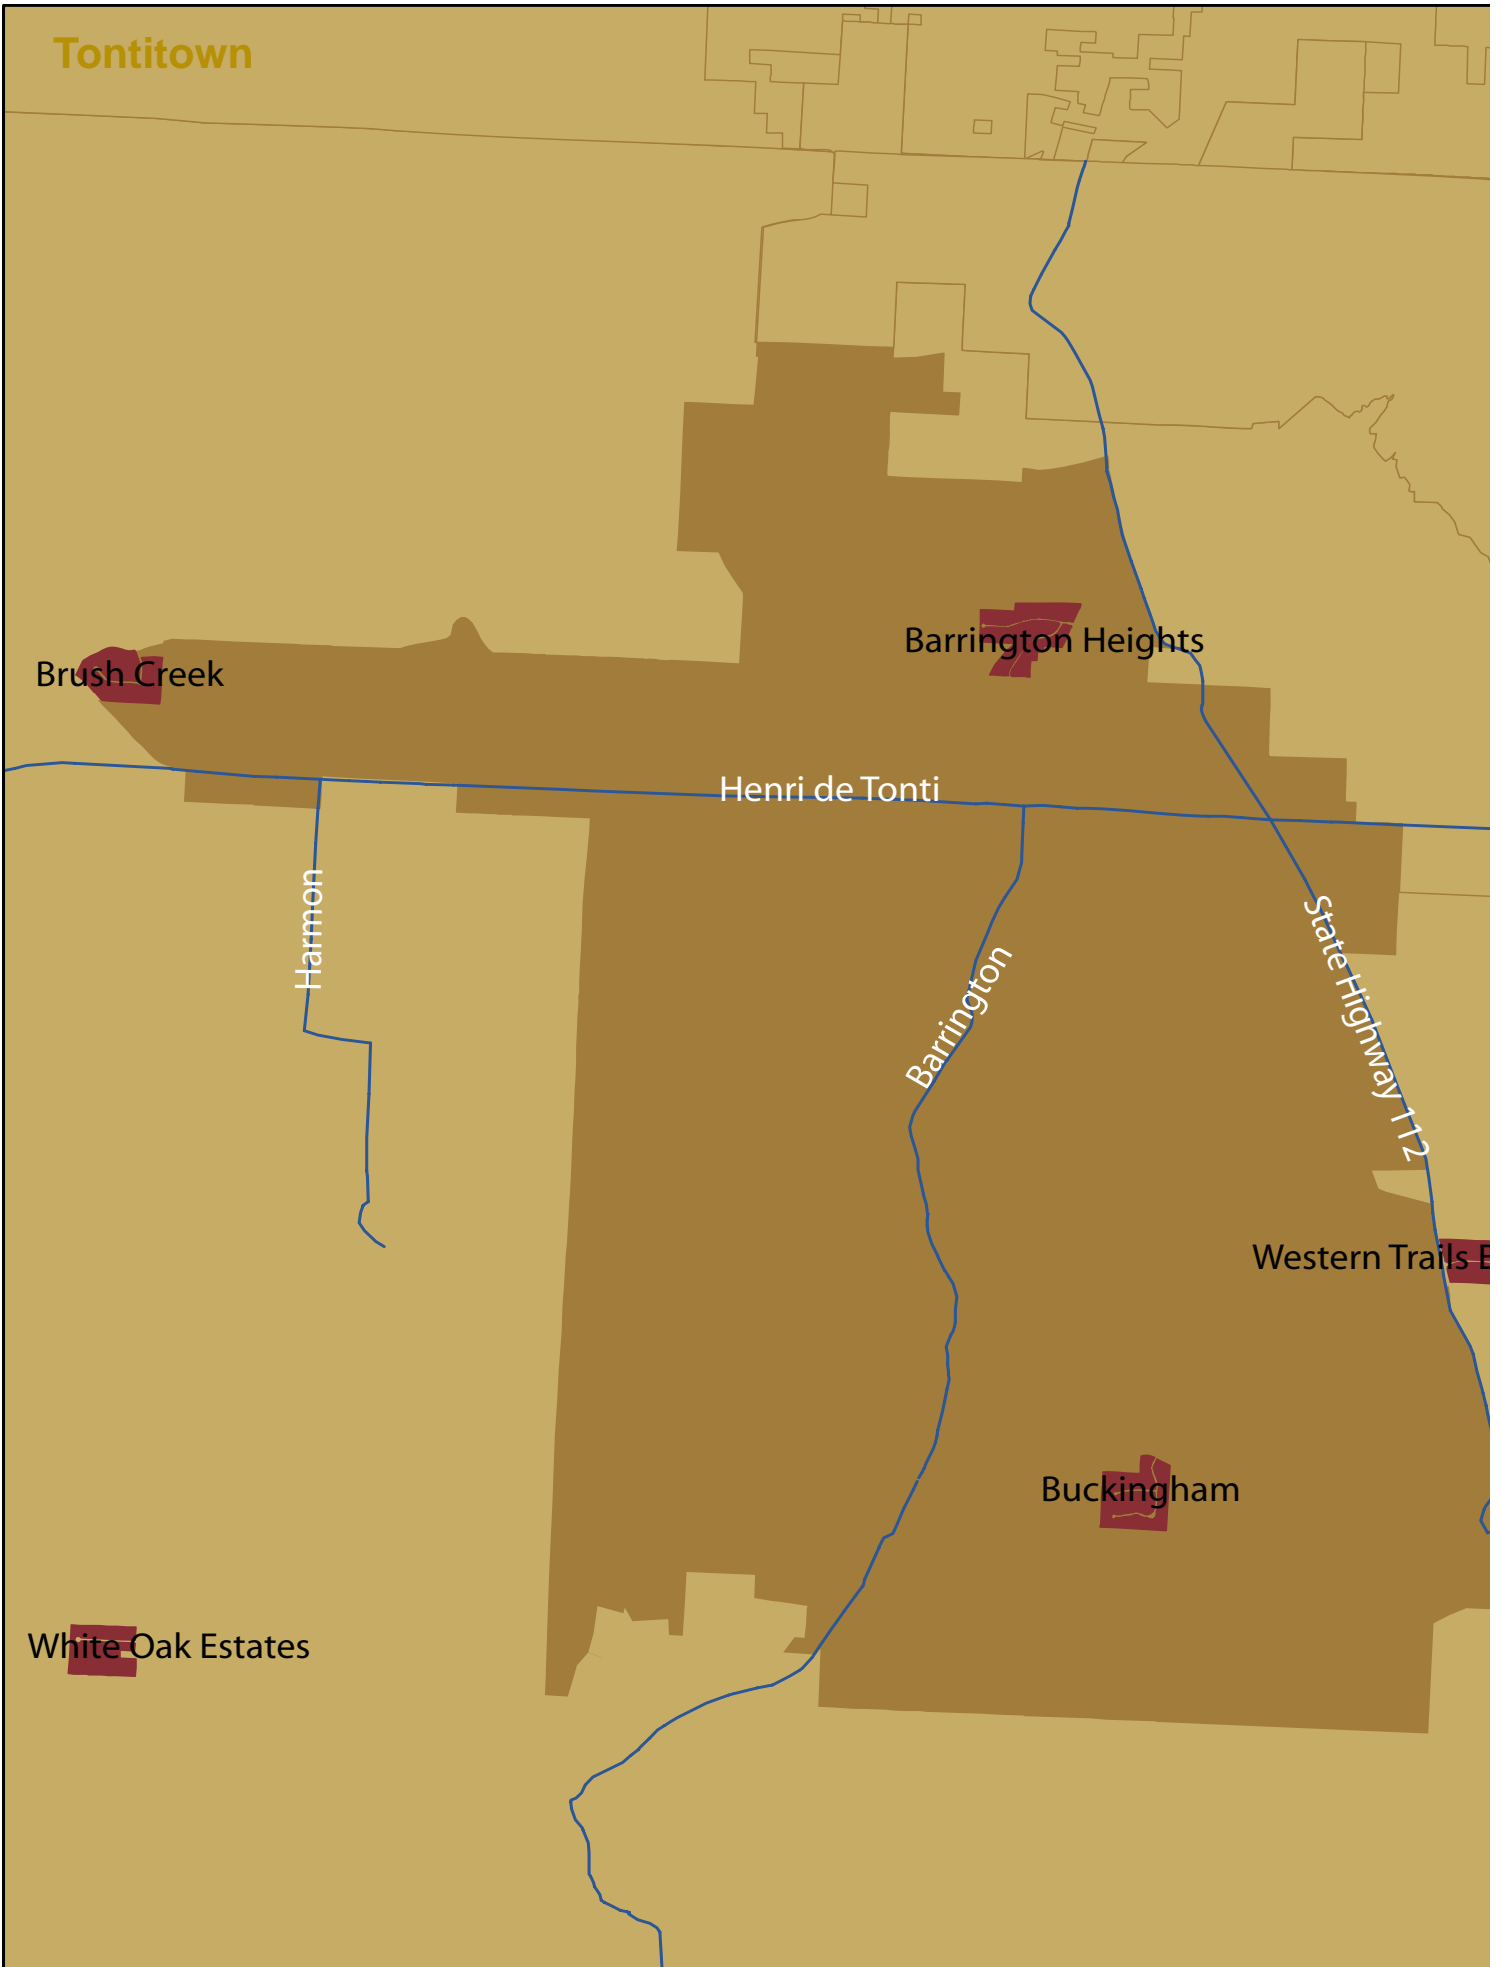 Tontitown
Barrington Heights
Brush Creek
Henri de Tonti
Harmon
State Highway 112
Barrington
Western Trails E
Buckingham
White Oak Estates